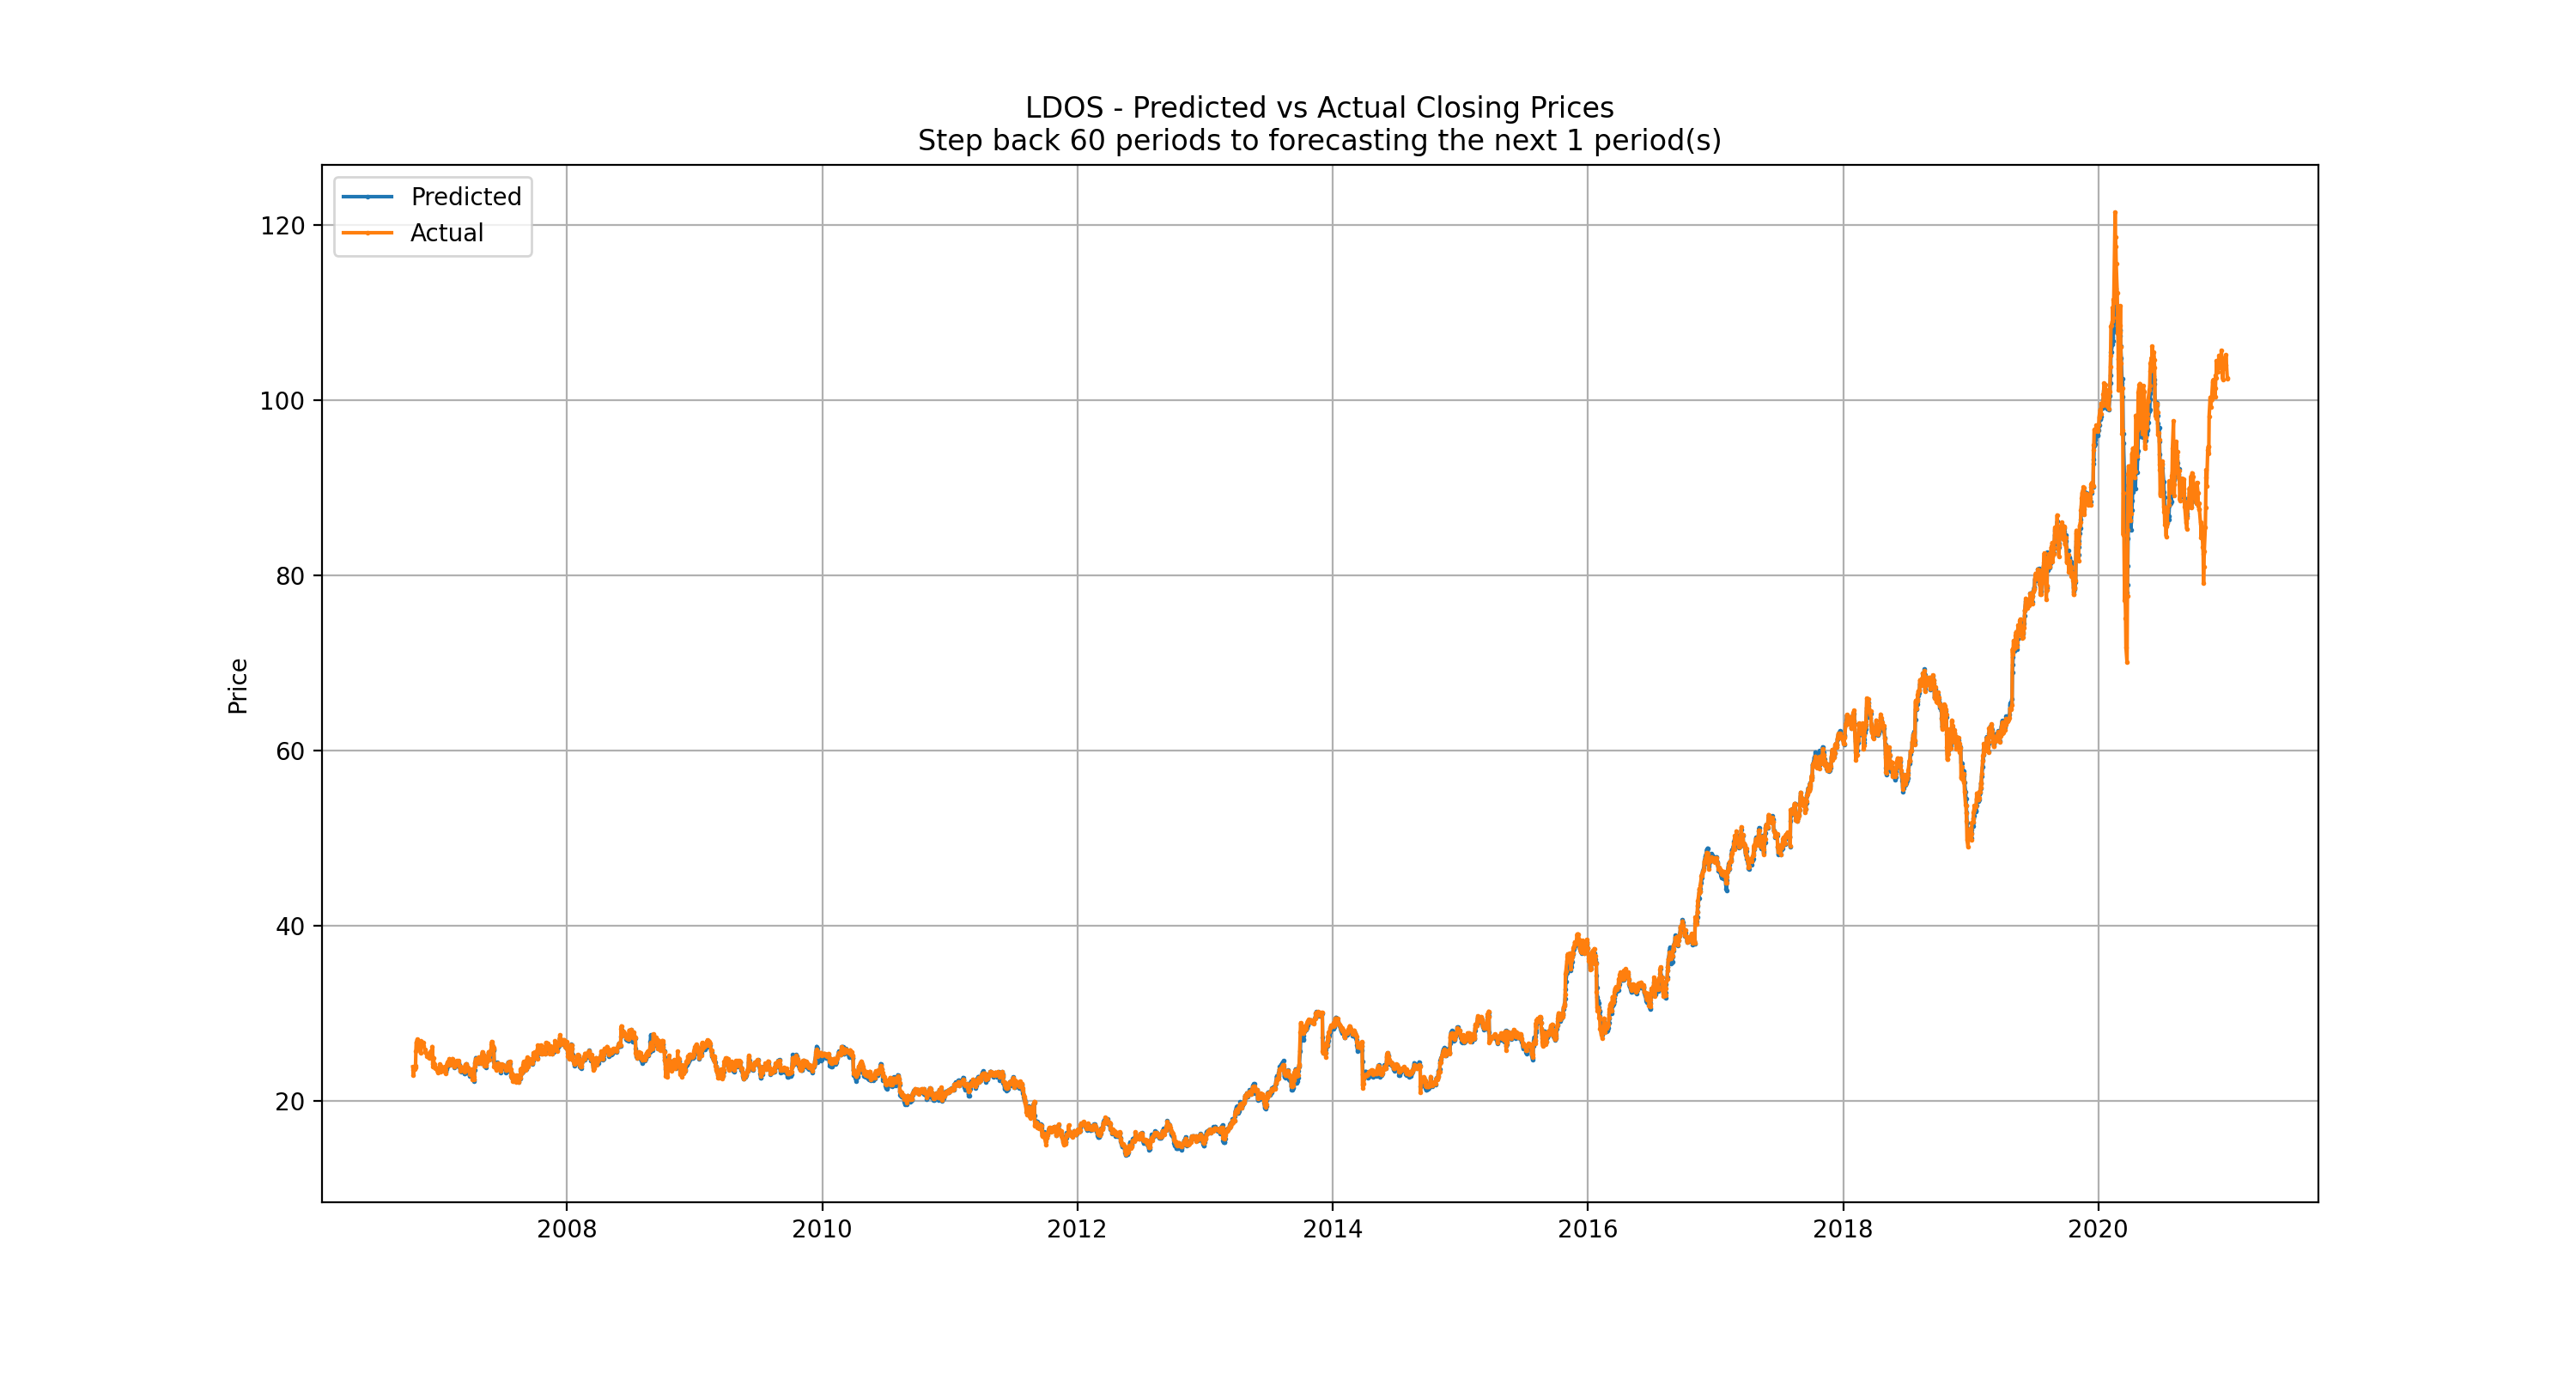 LDOS - Predicted vs Actual Closing Prices
Step back 60 periods to forecasting the next 1 period(s)
Predicted
Actual
120
100
80
60
40
20
Price
2008 2010 2012 2014 2016 2018 2020